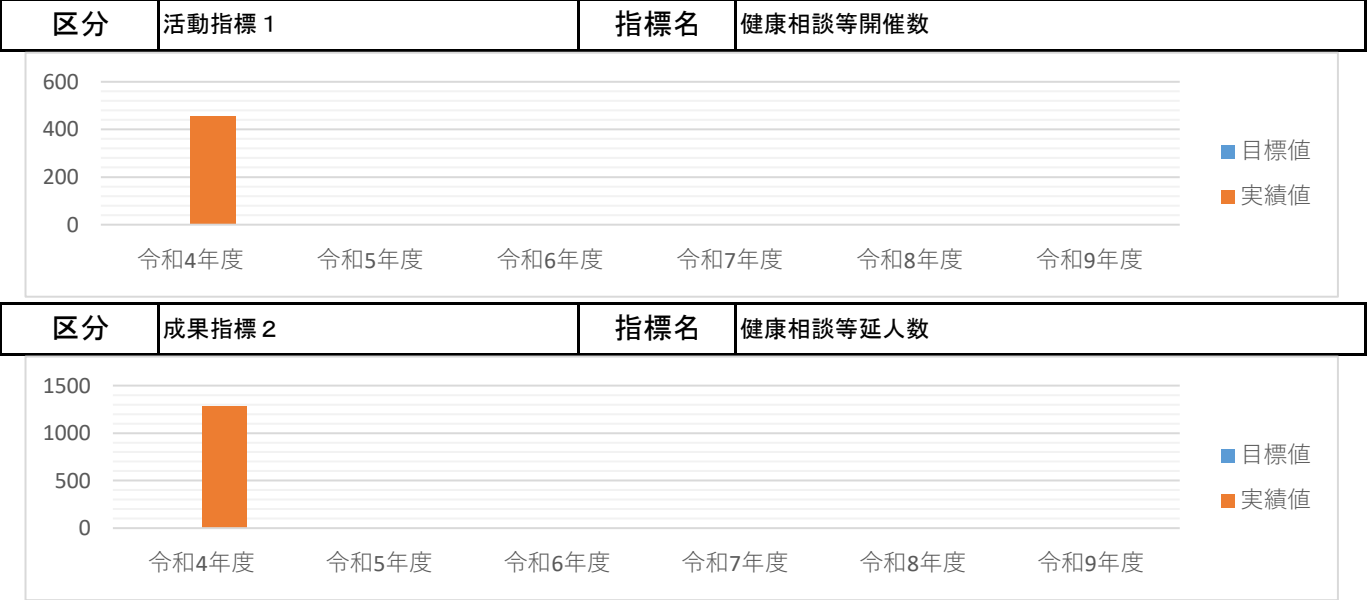 区分 活動指標１ 指標名 健康相談等開催数
600
400
200
0
目標値
実績値
令和4年度 令和5年度 令和6年度 令和7年度 令和8年度 令和9年度
区分 成果指標２ 指標名 健康相談等延人数
1500
1000
500
0
目標値
実績値
令和4年度 令和5年度 令和6年度 令和7年度 令和8年度 令和9年度